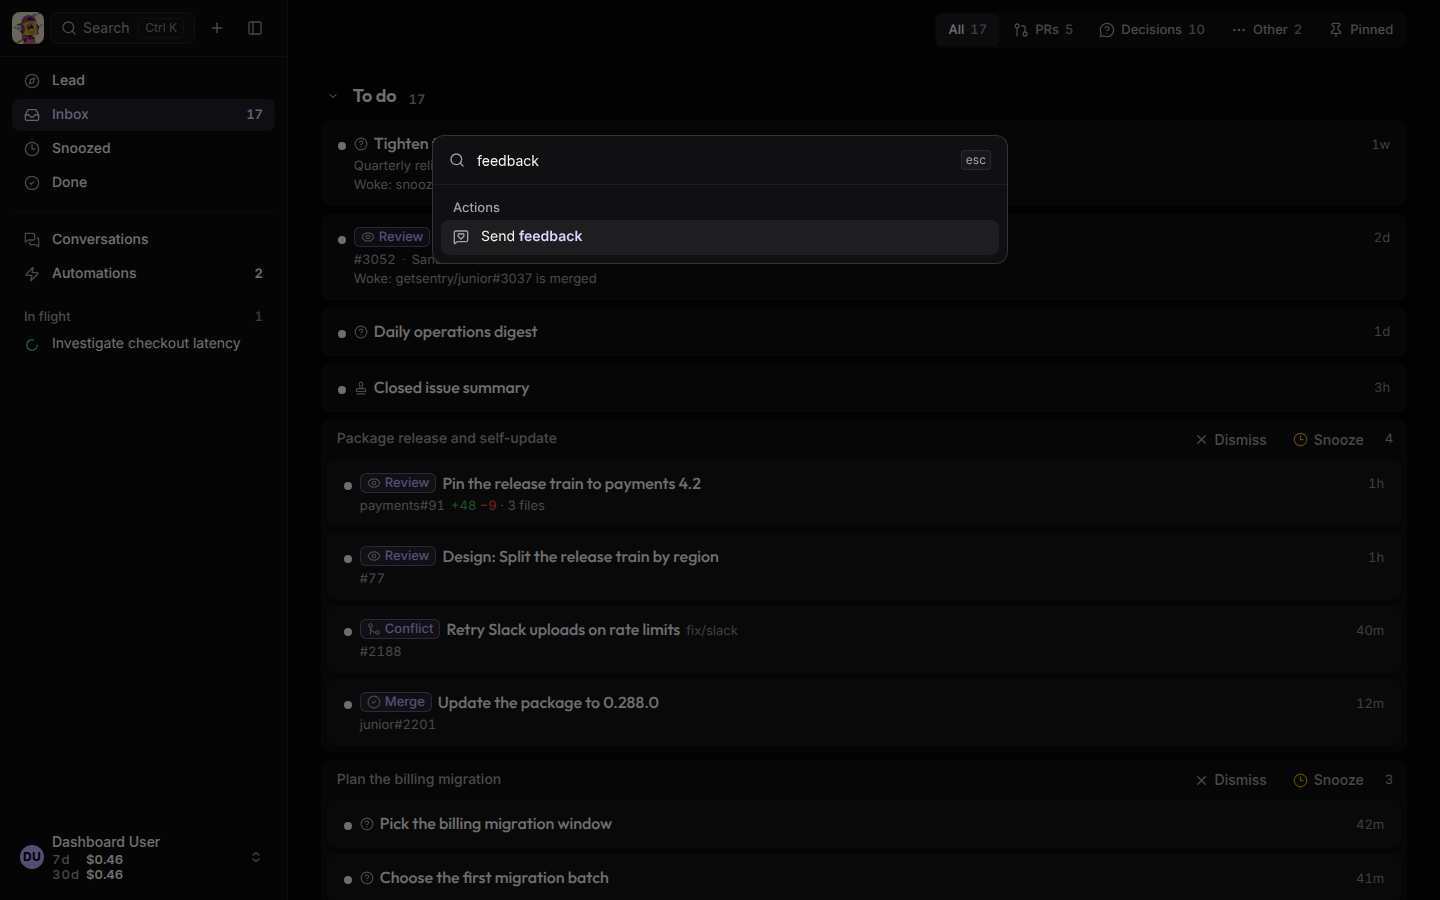 Search Ctrl K
Lead
Inbox 17
Snoozed
Done
Conversations
Automations 2
In flight 1
Investigate checkout latency
Dashboard User
DU
7d $0.46
30d $0.46
All 17 PRs 5 Decisions 10 Other 2 Pinned
To do 17
Tighten 1w
Quarterly reli
Woke: snooz
feedback esc
Actions
Send feedback
Review 2d
#3052 · San
Woke: getsentry/junior#3037 is merged
Daily operations digest 1d
Closed issue summary 3h
Package release and self-update Dismiss Snooze 4
Review Pin the release train to payments 4.2 1h
payments#91 +48 −9 · 3 files
Review Design: Split the release train by region 1h
#77
Conflict Retry Slack uploads on rate limits fix/slack 40m
#2188
Merge Update the package to 0.288.0 12m
junior#2201
Plan the billing migration Dismiss Snooze 3
Pick the billing migration window 42m
Choose the first migration batch 41m